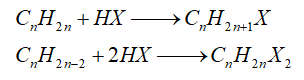 CₙH₂ₙ + HX ⟶ CₙH₂ₙ₊₁X
CₙH₂ₙ₋₂ + 2HX ⟶ CₙH₂ₙX₂